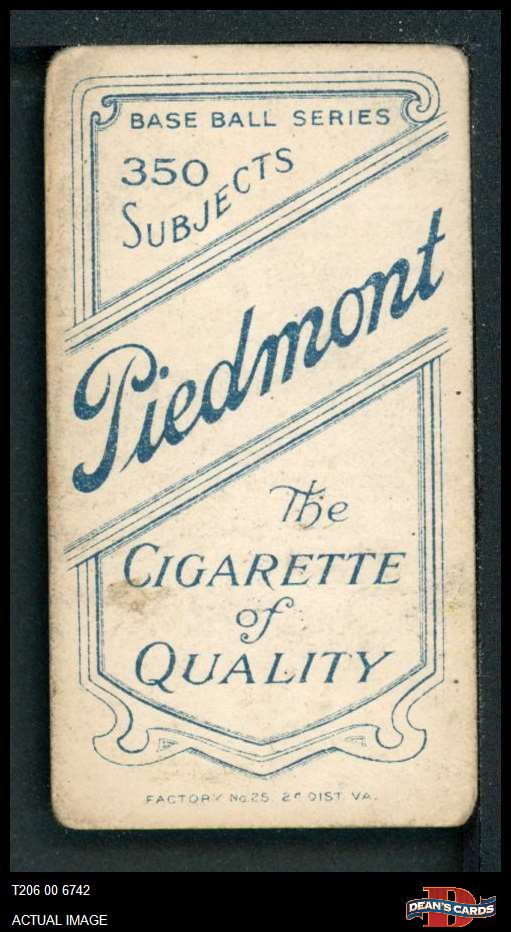 BASE BALL SERIES
350
SUBJECTS
Piedmont
The
CIGARETTE
of
QUALITY
FACTORY No. 25 2D DIST. VA.
T206 00 6742
ACTUAL IMAGE
D
DEAN'S CARDS